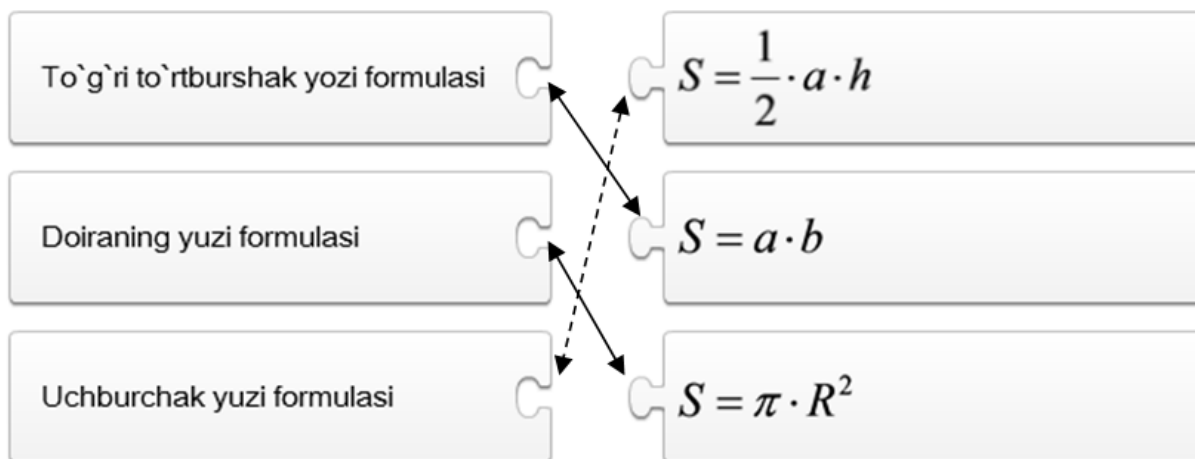 To`g`ri to`rtburshak yozi formulasi
S = 1/2 · a · h
Doiraning yuzi formulasi
S = a · b
Uchburchak yuzi formulasi
S = π · R²